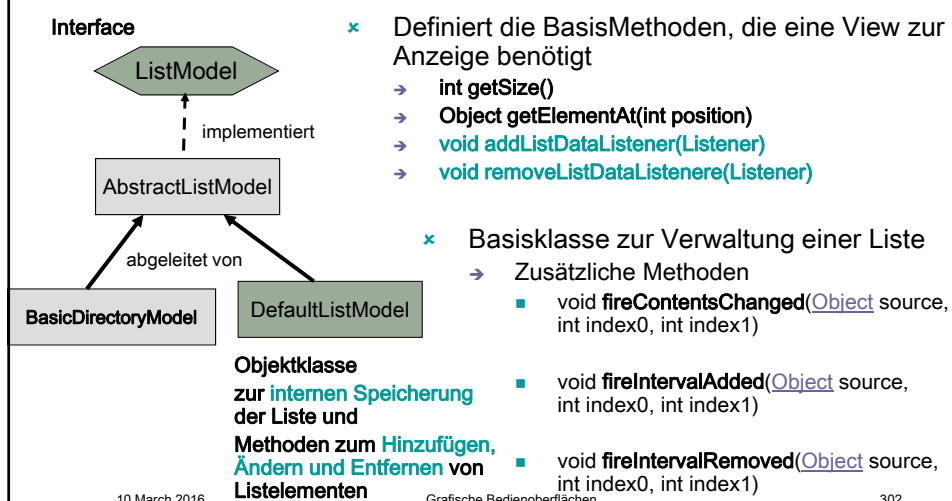 Interface
ListModel
implementiert
AbstractListModel
abgeleitet von
BasicDirectoryModel
DefaultListModel
Objektklasse
zur internen Speicherung
der Liste und
Methoden zum Hinzufügen,
Ändern und Entfernen von
Listelementen
Definiert die BasisMethoden, die eine View zur
Anzeige benötigt
int getSize()
Object getElementAt(int position)
void addListDataListener(Listener)
void removeListDataListenere(Listener)
Basisklasse zur Verwaltung einer Liste
Zusätzliche Methoden
void fireContentsChanged(Object source,
int index0, int index1)
void fireIntervalAdded(Object source,
int index0, int index1)
void fireIntervalRemoved(Object source,
int index0, int index1)
10 March 2016
Grafische Bedienoberflächen
302